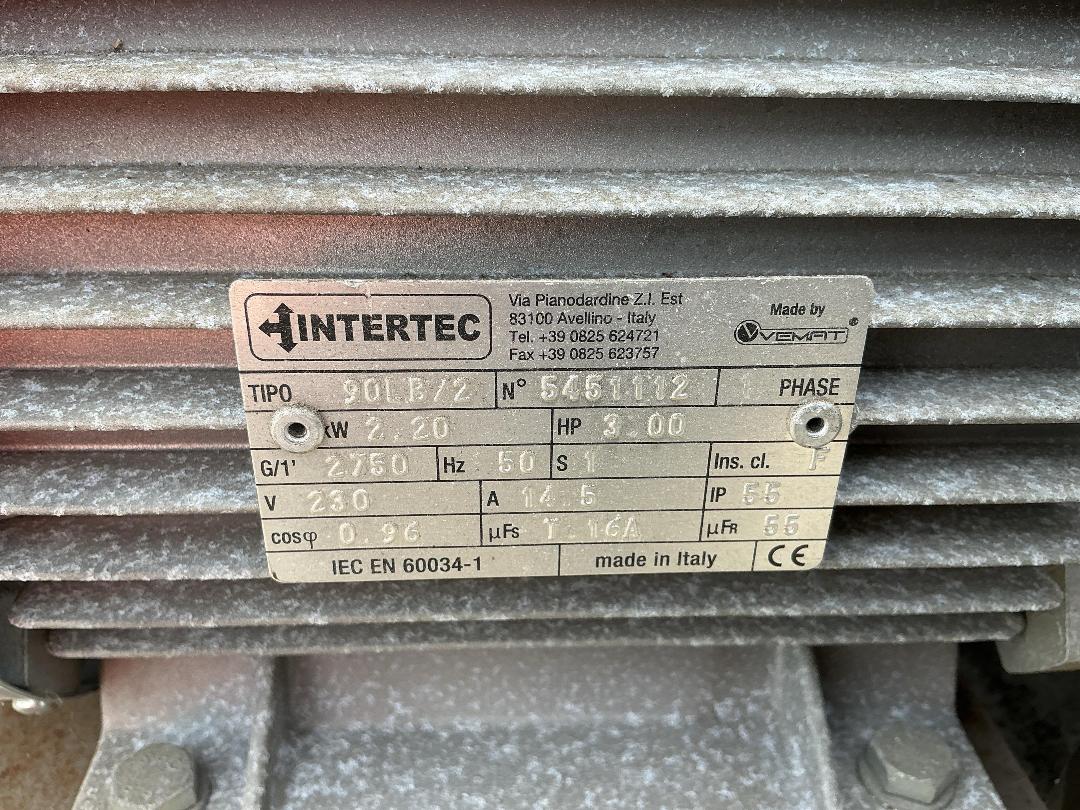 INTERTEC
Via Pianodardine Z.I. Est
83100 Avellino - Italy
Tel. +39 0825 624721
Fax +39 0825 623757
Made by
VEMAT®
TIPO 90LB/2 N° 5451112 1 PHASE
kW 2.20 HP 3.00
G/1' 2750 Hz 50 S 1 Ins. cl. F
V 230 A 14.5 IP 55
cosφ 0.96 µFs T.16A µFR 55
IEC EN 60034-1 made in Italy CE